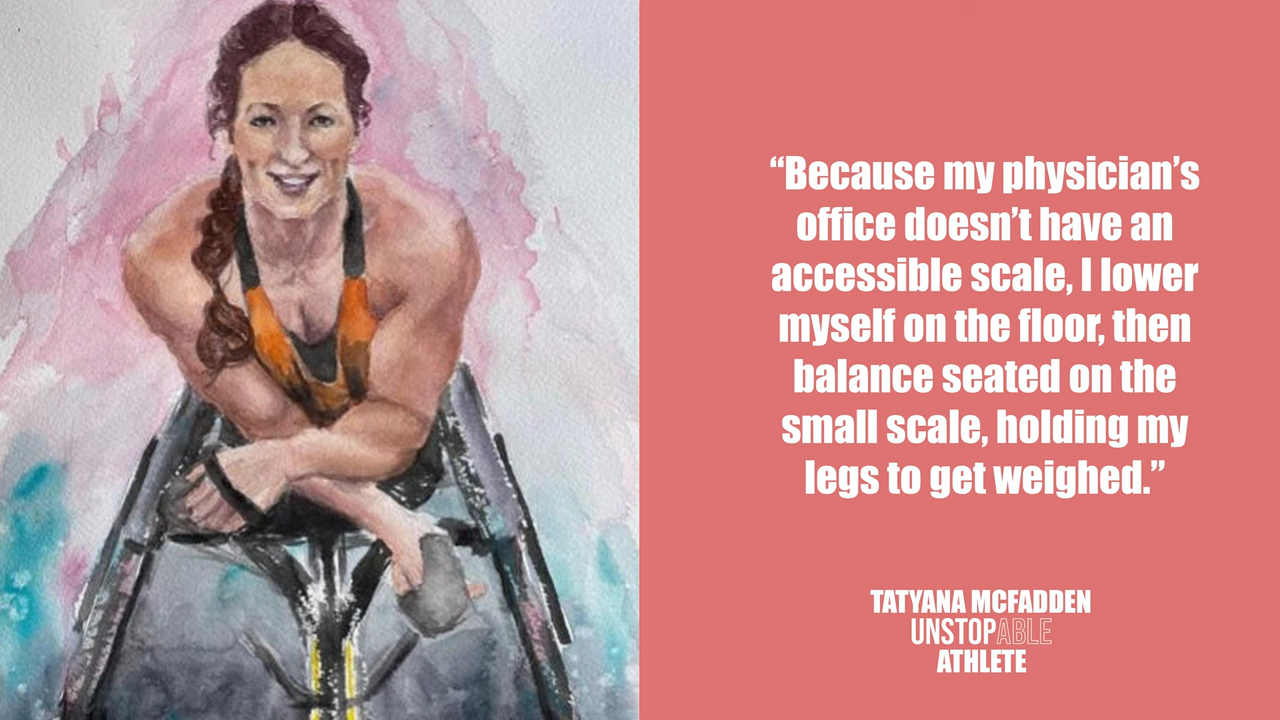 “Because my physician’s
office doesn’t have an
accessible scale, I lower
myself on the floor, then
balance seated on the
small scale, holding my
legs to get weighed.”
TATYANA MCFADDEN
UNSTOPABLE
ATHLETE